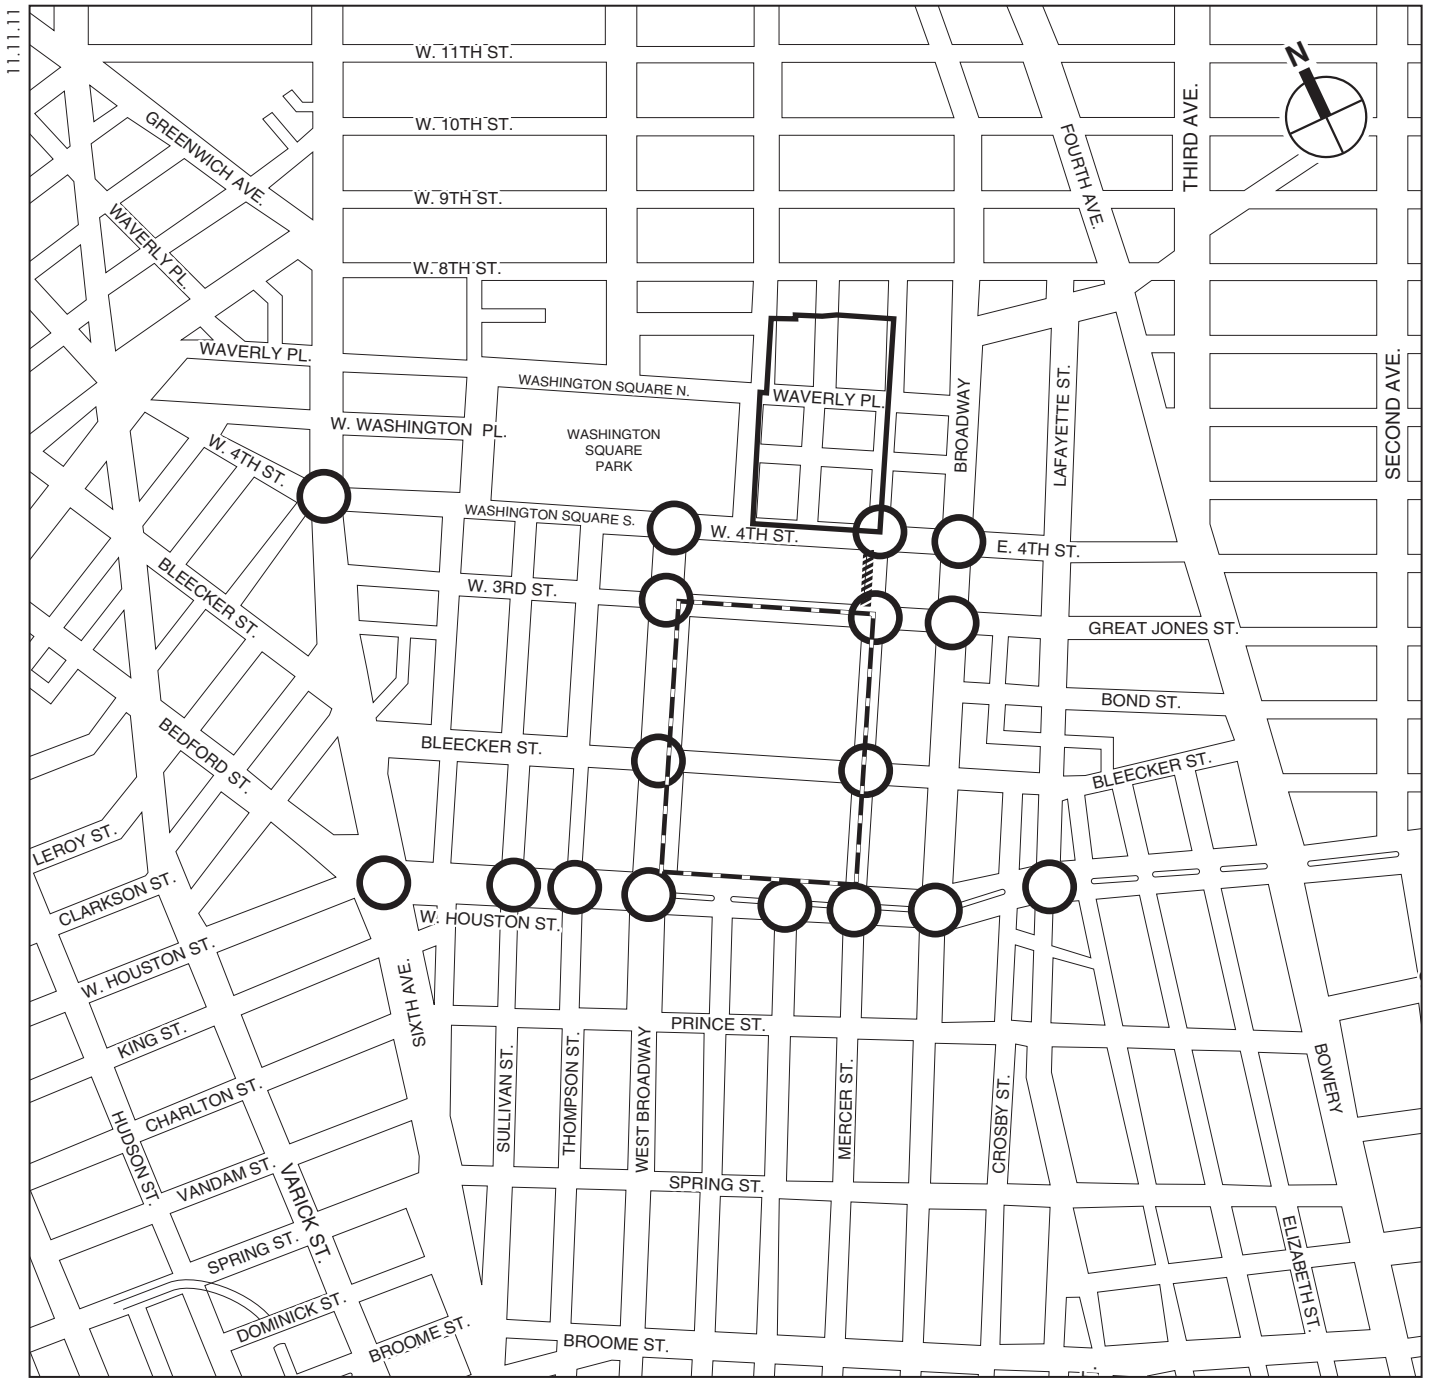 11.11.11
W. 11TH ST.
N
W. 10TH ST.
THIRD AVE.
FOURTH AVE.
GREENWICH AVE.
W. 9TH ST.
WAVERLY PL.
W. 8TH ST.
WAVERLY PL.
WASHINGTON SQUARE N.
WAVERLY PL.
BROADWAY
LAFAYETTE ST.
SECOND AVE.
W. WASHINGTON PL.
WASHINGTON
SQUARE
PARK
W. 4TH ST.
WASHINGTON SQUARE S.
W. 4TH ST.
E. 4TH ST.
W. 3RD ST.
BLEECKER ST.
GREAT JONES ST.
BOND ST.
BEDFORD ST.
BLEECKER ST.
BLEECKER ST.
LEROY ST.
CLARKSON ST.
W. HOUSTON ST.
W. HOUSTON ST.
SIXTH AVE.
KING ST.
PRINCE ST.
SULLIVAN ST.
THOMPSON ST.
WEST BROADWAY
MERCER ST.
CROSBY ST.
BOWERY
CHARLTON ST.
HUDSON ST.
VANDAM ST.
VARICK ST.
SPRING ST.
SPRING ST.
ELIZABETH ST.
DOMINICK ST.
BROOME ST.
BROOME ST.